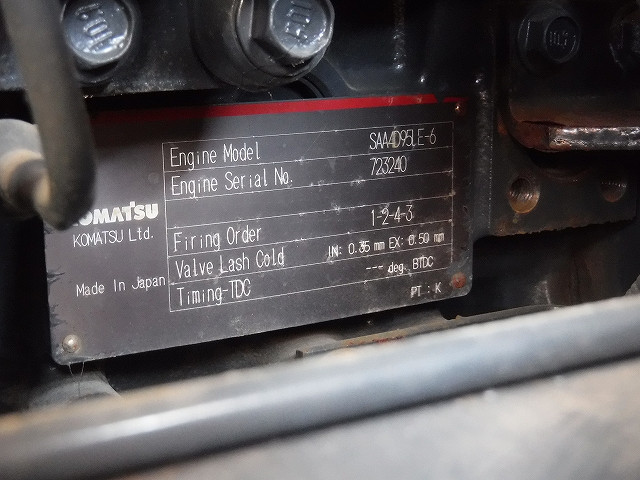 Engine Model SAA4D95LE-6
Engine Serial No. 723240
KOMATSU
KOMATSU Ltd.
Firing Order 1-2-4-3
Valve Lash Cold IN: 0.35 mm EX: 0.50 mm
Made In Japan
Timing-TDC --- deg. BTDC
PT : K